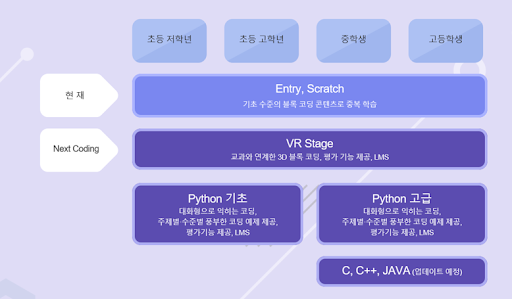 초등 저학년
초등 고학년
중학생
고등학생
현 재
Entry, Scratch
기초 수준의 블록 코딩 콘텐츠로 중복 학습
Next Coding
VR Stage
교과와 연계한 3D 블록 코딩, 평가 기능 제공, LMS
Python 기초
대화형으로 익히는 코딩,
주제별·수준별 풍부한 코딩 예제 제공,
평가기능 제공, LMS
Python 고급
대화형으로 익히는 코딩,
주제별·수준별 풍부한 코딩 예제 제공,
평가기능 제공, LMS
C, C++, JAVA (업데이트 예정)